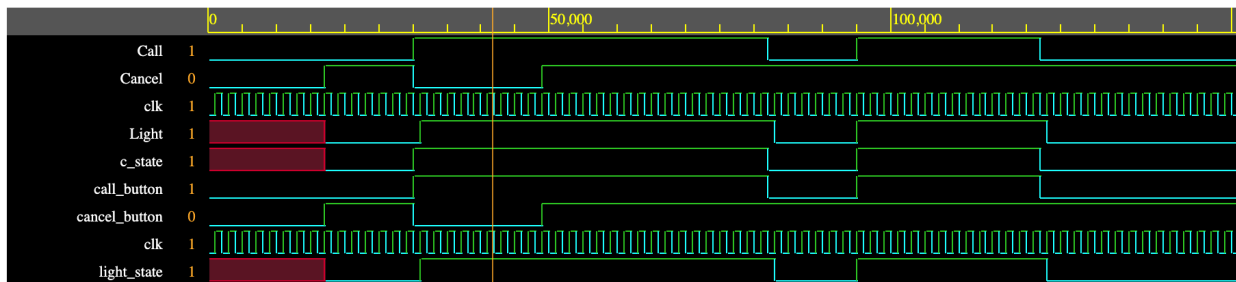 0 50,000 100,000
Call 1
Cancel 0
clk 1
Light 1
c_state 1
call_button 1
cancel_button 0
clk 1
light_state 1